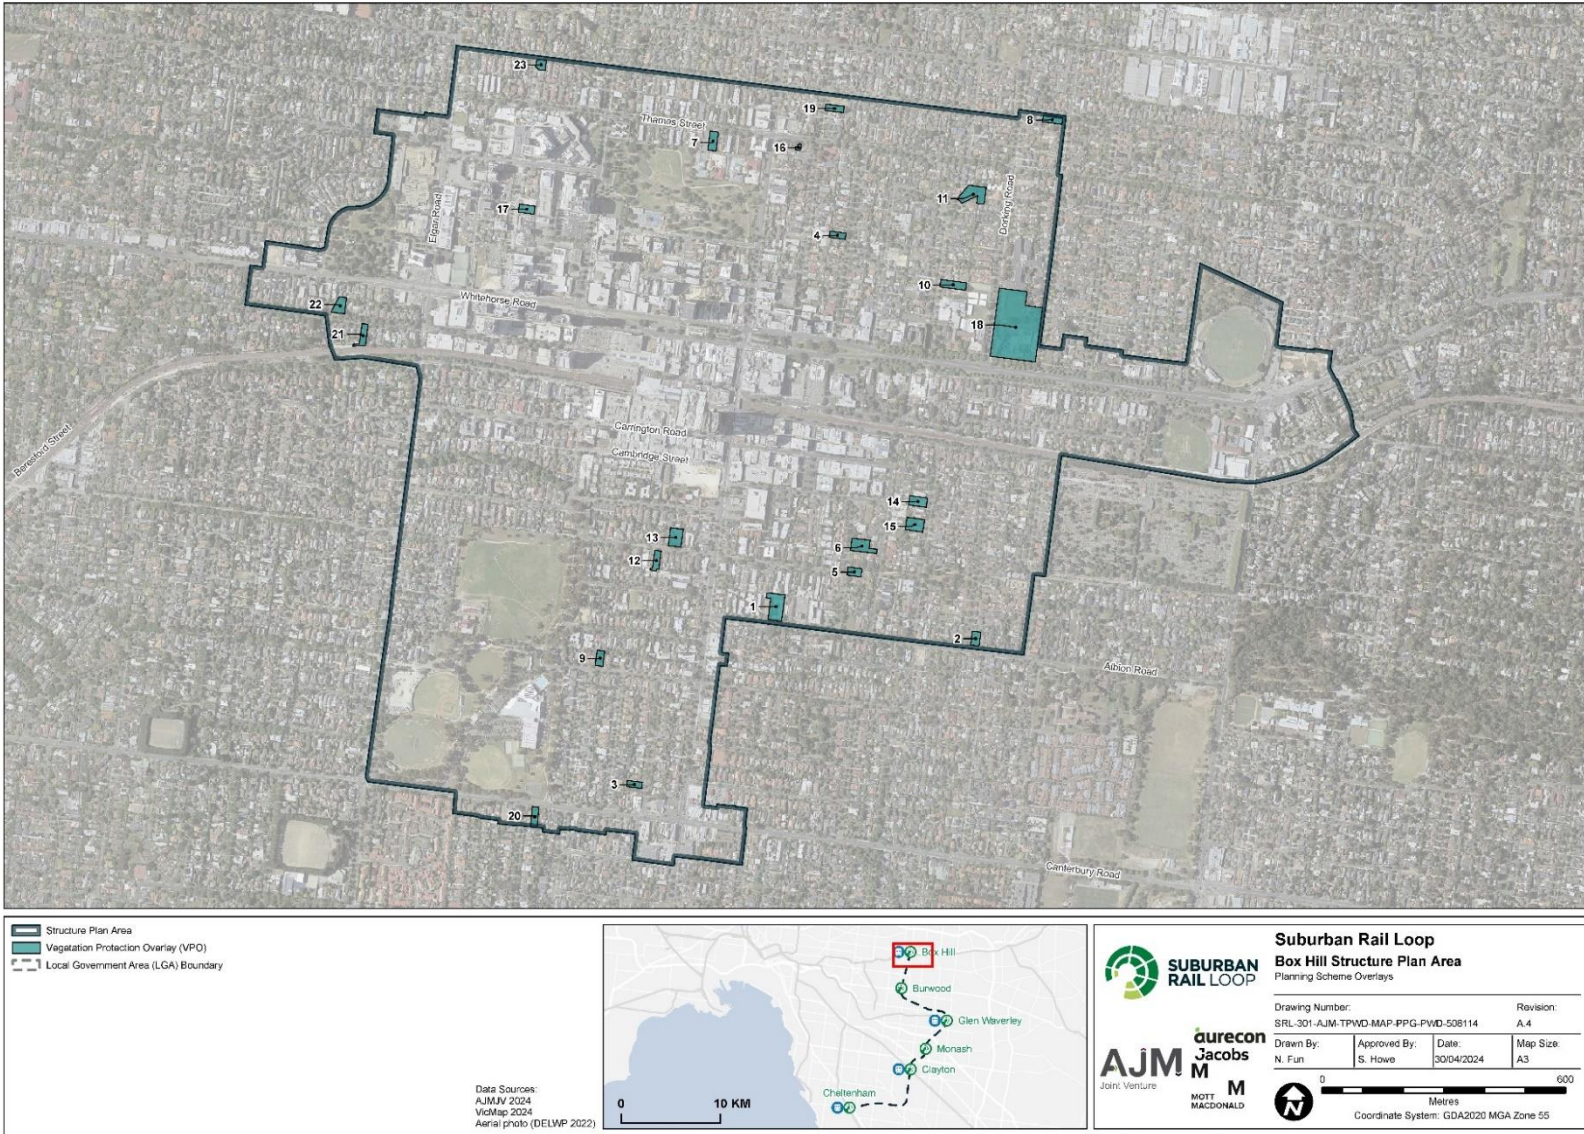 23
19
8
Thames Street
7
16
11
Elgar Road
17
Dorking Road
4
10
22
Whitehorse Road
18
21
Carrington Road
Beresford Street
Cambridge Street
14
15
13
6
12
5
1
2
9
Albion Road
3
20
Canterbury Road
Structure Plan Area
Vegatation Protection Overlay (VPO)
Local Government Area (LGA) Boundary
Data Sources:
AJMJV 2024
VicMap 2024
Aerial photo (DELWP 2022)
Box Hill
Burwood
Glen Waverley
Monash
Clayton
Cheltenham
0 10 KM
SUBURBAN
RAIL LOOP
AJM
Joint Venture
aurecon
Jacobs
M
M
MOTT
MACDONALD
Suburban Rail Loop
Box Hill Structure Plan Area
Planning Scheme Overlays
Drawing Number: Revision:
SRL-301-AJM-TPWD-MAP-PPG-PWD-508114 A.4
Drawn By: Approved By: Date: Map Size:
N. Fun S. Howe 30/04/2024 A3
N
0 600
Metres
Coordinate System: GDA2020 MGA Zone 55